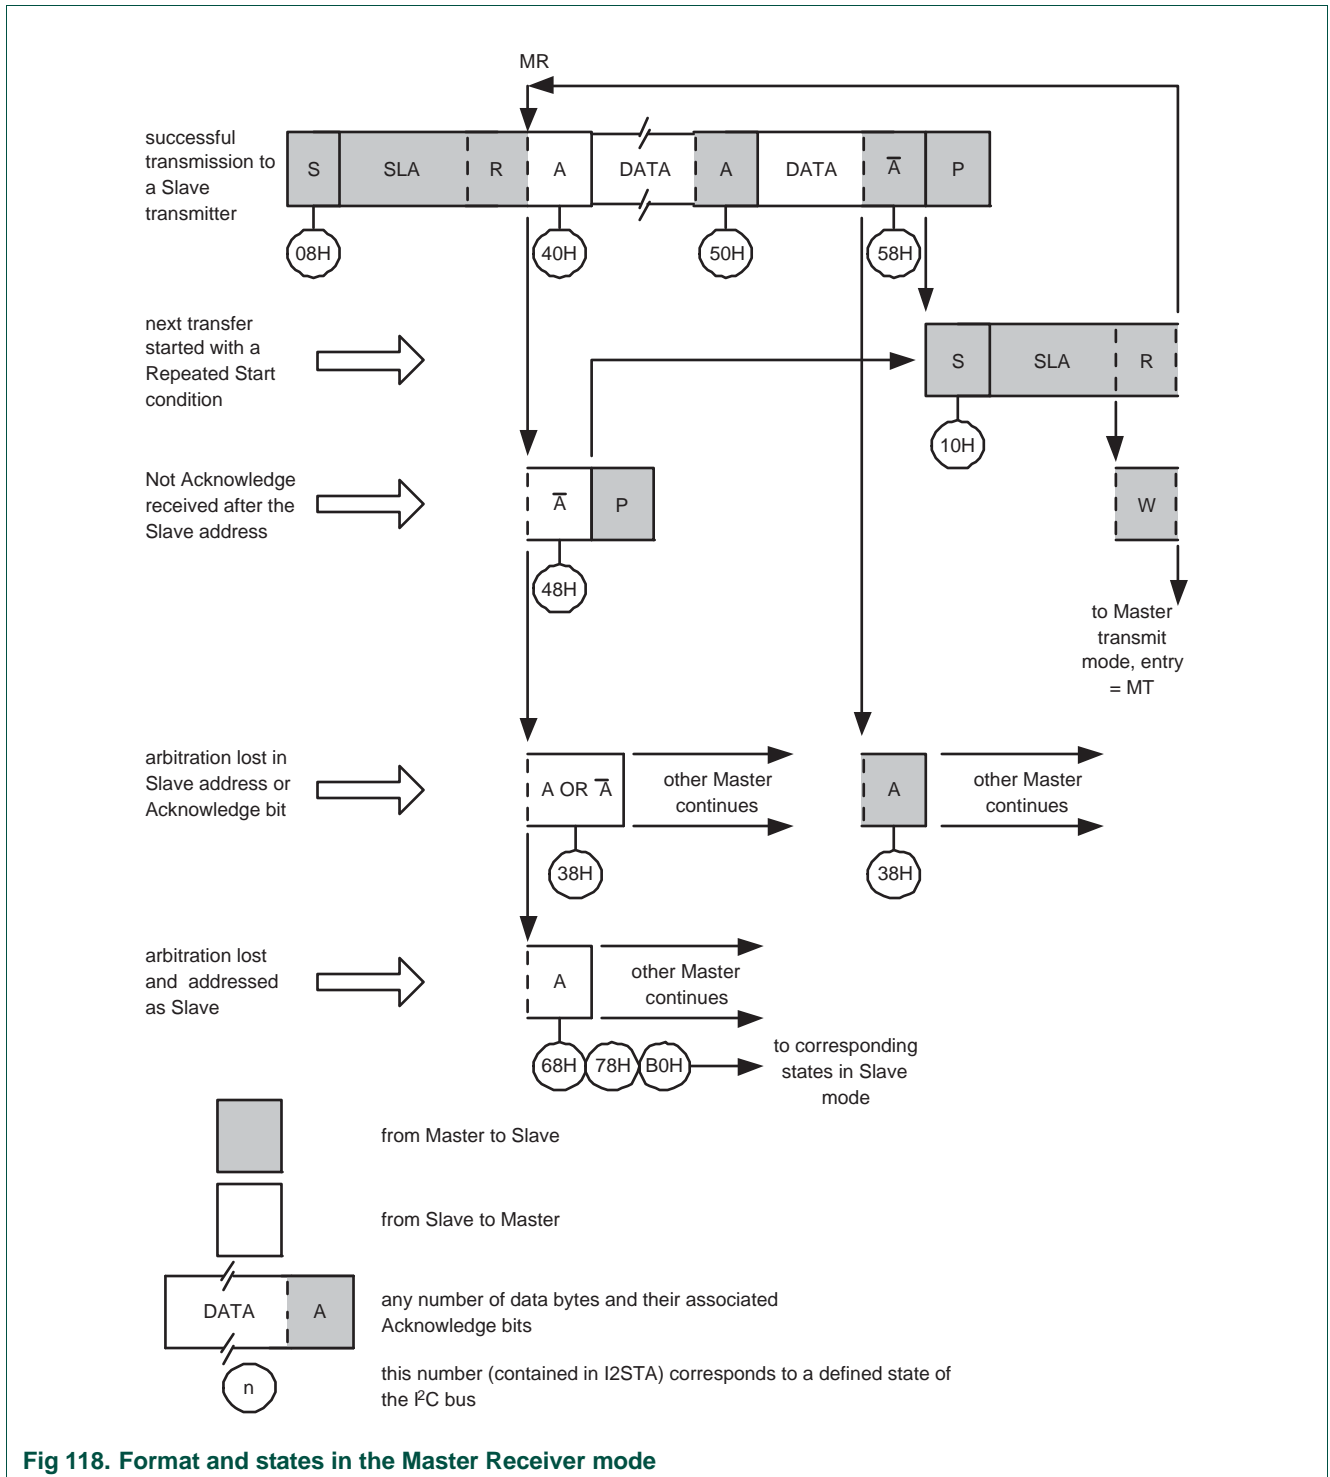 MR
successful
transmission to
a Slave
transmitter
S SLA R A DATA A DATA A̅ P
08H 40H 50H 58H
next transfer
started with a
Repeated Start
condition
S SLA R
10H
Not Acknowledge
received after the
Slave address
A̅ P
W
48H
to Master
transmit
mode, entry
= MT
arbitration lost in
Slave address or
Acknowledge bit
A OR A̅
other Master
continues
A
other Master
continues
38H 38H
arbitration lost
and addressed
as Slave
A
other Master
continues
68H 78H B0H
to corresponding
states in Slave
mode
from Master to Slave
from Slave to Master
DATA A
any number of data bytes and their associated
Acknowledge bits
n
this number (contained in I2STA) corresponds to a defined state of
the I²C bus
Fig 118. Format and states in the Master Receiver mode